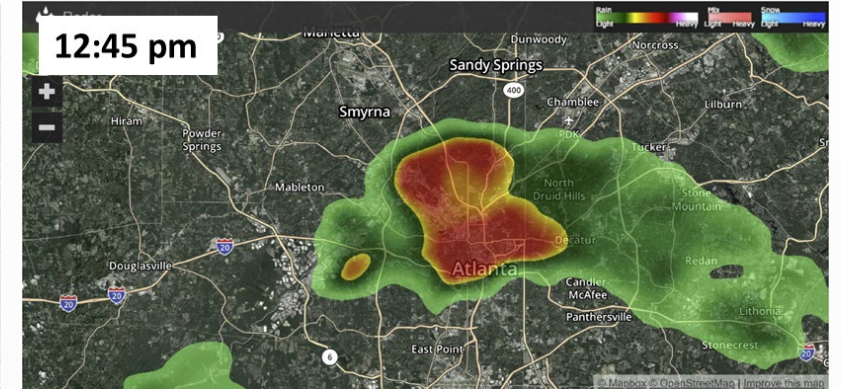 Radar
12:45 pm
Rain
Light
Heavy
Mix
Light
Heavy
Snow
Light
Heavy
Marietta
Dunwoody
Norcross
Sandy Springs
400
Chamblee
Lilburn
Smyrna
Hiram
Powder
Springs
PDK
Tucker
Mableton
North
Druid Hills
Stone
Mountain
20
Decatur
Douglasville
Atlanta
Redan
20
20
Candler-
McAfee
Panthersville
Lithonia
East Point
6
Stonecrest
20
© Mapbox © OpenStreetMap | Improve this map